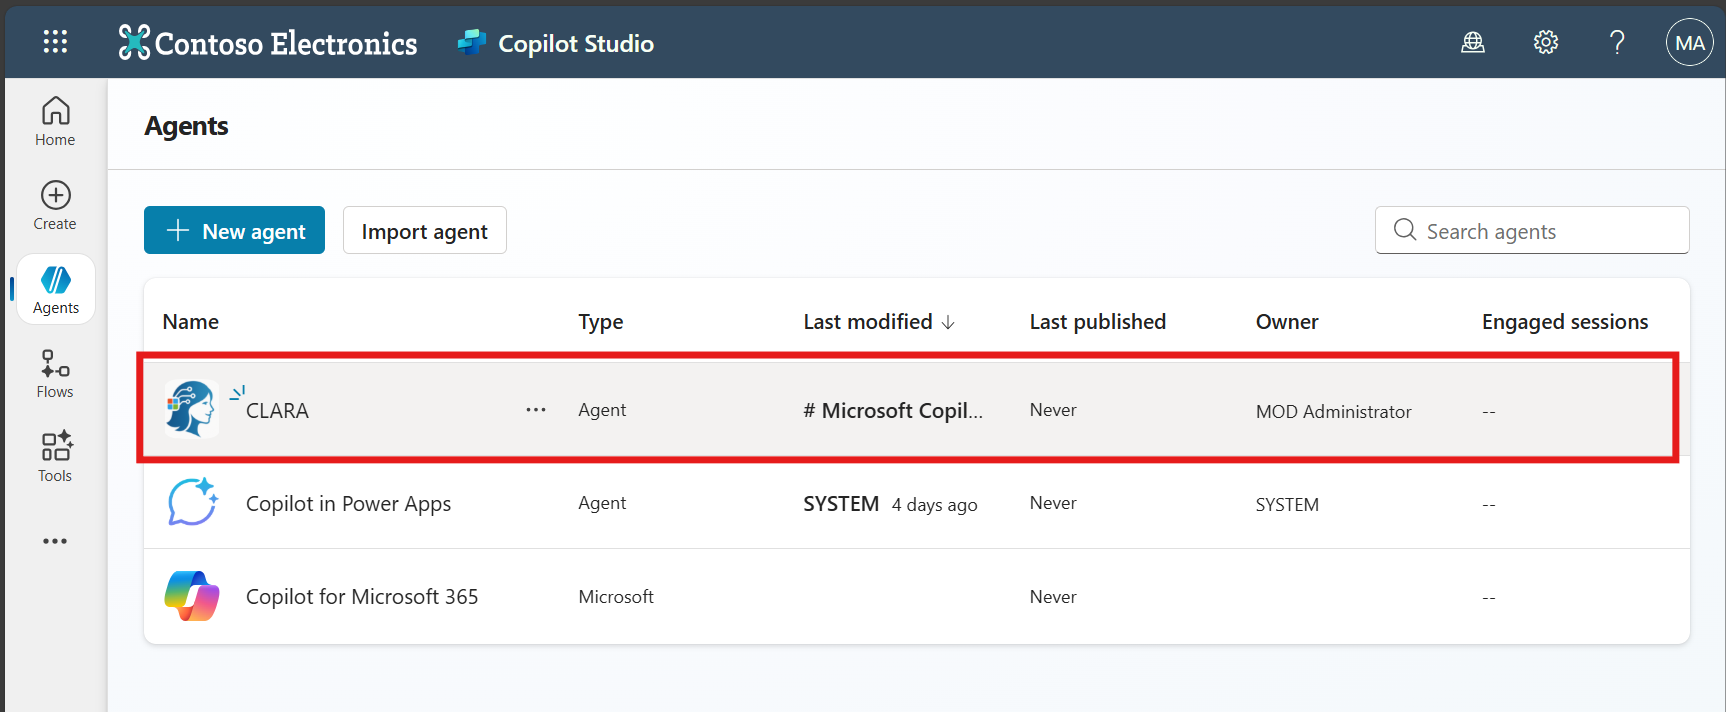 Contoso Electronics Copilot Studio ? MA
Home
Create
Agents
Flows
Tools
Agents
New agent Import agent Search agents
Name Type Last modified ↓ Last published Owner Engaged sessions
CLARA ... Agent # Microsoft Copil... Never MOD Administrator --
Copilot in Power Apps Agent SYSTEM 4 days ago Never SYSTEM --
Copilot for Microsoft 365 Microsoft Never --